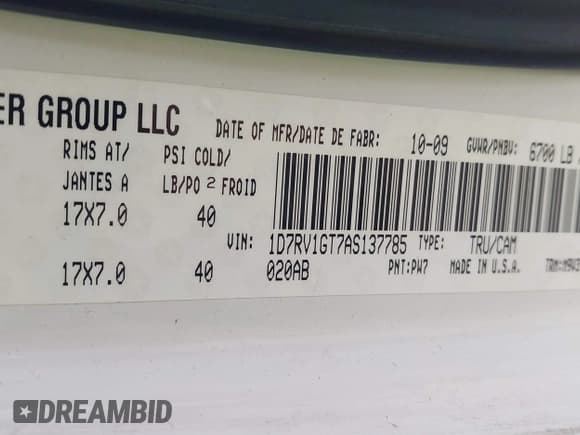 ER GROUP LLC DATE OF MFR/DATE DE FABR: 10-09 GVWR/PNBV: 6700 LB
RIMS AT/ PSI COLD/
JANTES A LB/PO 2 FROID
17X7.0 40
VIN: 1D7RV1GT7AS137785 TYPE: TRU/CAM
17X7.0 40 020AB PNT:PW7 MADE IN U.S.A.
DREAMBID